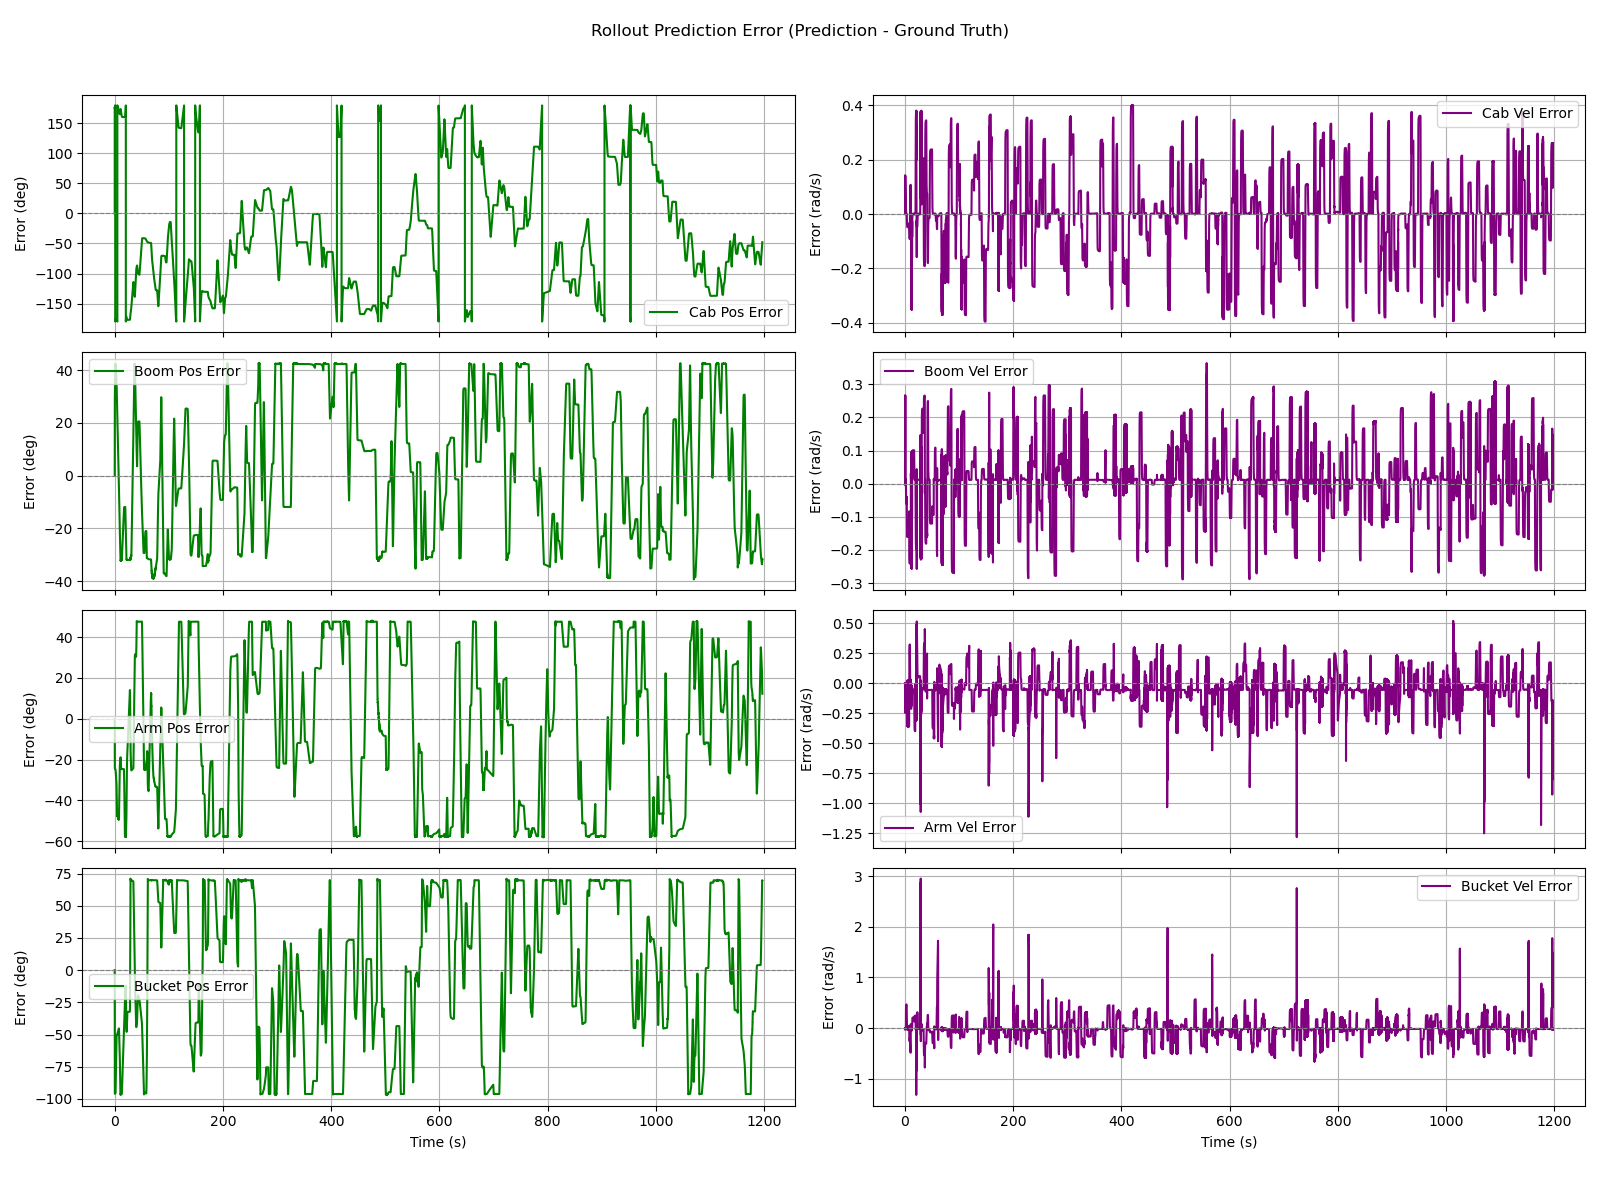 Rollout Prediction Error (Prediction - Ground Truth)
Error (deg)
150
100
50
0
−50
−100
−150
Cab Pos Error
Error (rad/s)
0.4
0.2
0.0
−0.2
−0.4
Cab Vel Error
Error (deg)
40
20
0
−20
−40
Boom Pos Error
Error (rad/s)
0.3
0.2
0.1
0.0
−0.1
−0.2
−0.3
Boom Vel Error
Error (deg)
40
20
0
−20
−40
−60
Arm Pos Error
Error (rad/s)
0.50
0.25
0.00
−0.25
−0.50
−0.75
−1.00
−1.25
Arm Vel Error
Error (deg)
75
50
25
0
−25
−50
−75
−100
Bucket Pos Error
0 200 400 600 800 1000 1200
Time (s)
Error (rad/s)
3
2
1
0
−1
Bucket Vel Error
0 200 400 600 800 1000 1200
Time (s)